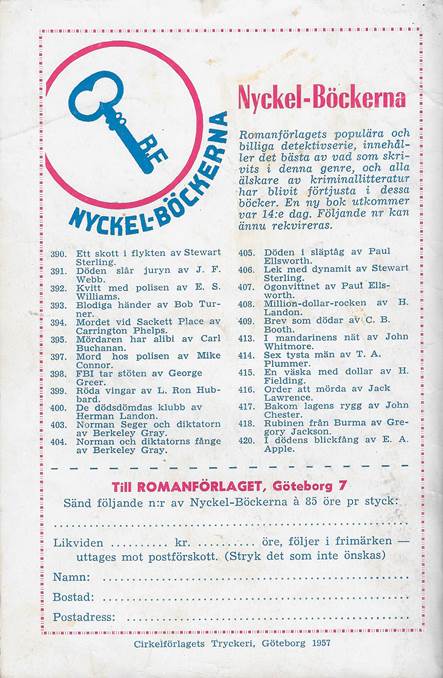 NYCKEL-BÖCKERNA
B.F.
Nyckel-Böckerna
Romanförlagets populära och
billiga detektivserie, innehål-
ler det bästa av vad som skri-
vits i denna genre, och alla
älskare av kriminallitteratur
har blivit förtjusta i dessa
böcker. En ny bok utkommer
var 14:e dag. Följande nr kan
ännu rekvireras.
390. Ett skott i flykten av Stewart
Sterling.
391. Döden slår juryn av J. F.
Webb.
392. Kvitt med polisen av E. S.
Williams.
393. Blodiga händer av Bob Tur-
ner.
394. Mordet vid Sackett Place av
Carrington Phelps.
395. Mördaren har alibi av Carl
Buchanan.
397. Mord hos polisen av Mike
Connor.
398. FBI tar stöten av George
Greer.
399. Röda vingar av L. Ron Hub-
bard.
400. De dödsdömdas klubb av
Herman Landon.
403. Norman Seger och diktatorn
av Berkeley Gray.
404. Norman och diktatorns fånge
av Berkeley Gray.
405. Döden i släptåg av Paul
Ellsworth.
406. Lek med dynamit av Stewart
Sterling.
407. Ögonvittnet av Paul Ells-
worth.
408. Million-dollar-rocken av H.
Landon.
409. Brev som dödar av C. B.
Booth.
413. I mandarinens nät av John
Whitmore.
414. Sex tysta män av T. A.
Plummer.
415. En väska med dollar av H.
Fielding.
416. Order att mörda av Jack
Lawrence.
417. Bakom lagens rygg av John
Chester.
418. Rubinen från Burma av Gre-
gory Jackson.
420. I dödens blickfång av E. A.
Apple.
Till ROMANFÖRLAGET, Göteborg 7
Sänd följande n:r av Nyckel-Böckerna à 85 öre pr styck:
Likviden .......... kr. .......... öre, följer i frimärken —
uttages mot postförskott. (Stryk det som inte önskas)
Namn:
Bostad:
Postadress:
Cirkelförlagets Tryckeri, Göteborg 1957